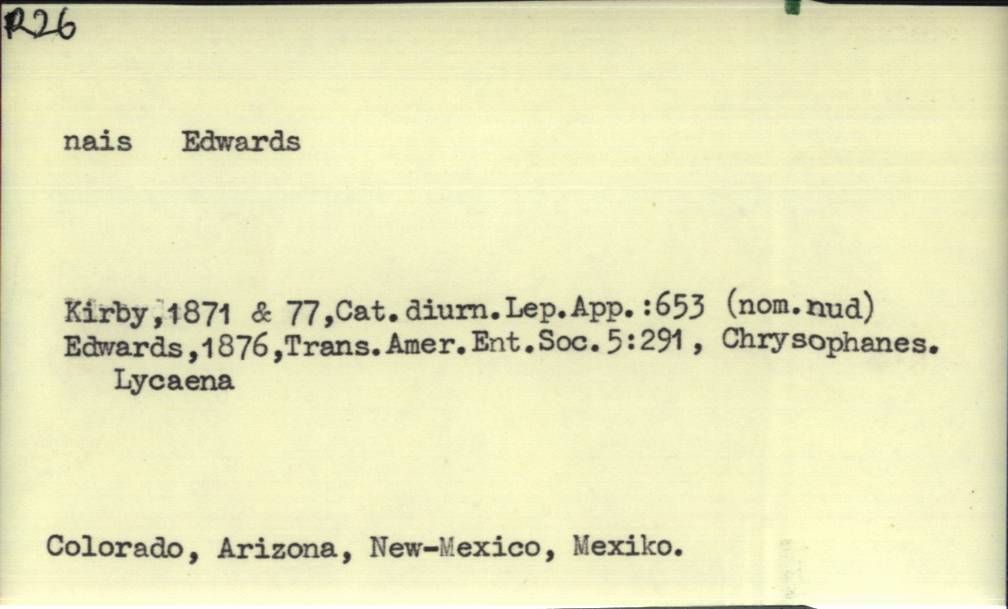 R26
nais Edwards
Kirby,1871 & 77,Cat.diurn.Lep.App.:653 (nom.nud)
Edwards,1876,Trans.Amer.Ent.Soc.5:291, Chrysophanes.
Lycaena
Colorado, Arizona, New-Mexico, Mexiko.